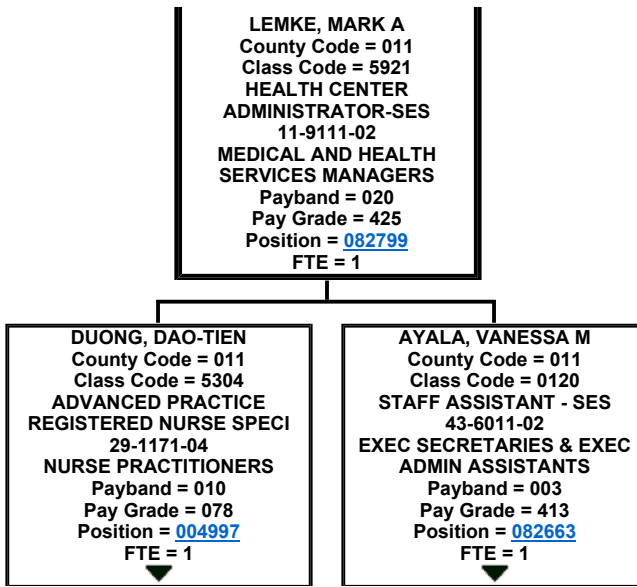 LEMKE, MARK A
County Code = 011
Class Code = 5921
HEALTH CENTER
ADMINISTRATOR-SES
11-9111-02
MEDICAL AND HEALTH
SERVICES MANAGERS
Payband = 020
Pay Grade = 425
Position = 082799
FTE = 1
DUONG, DAO-TIEN
County Code = 011
Class Code = 5304
ADVANCED PRACTICE
REGISTERED NURSE SPECI
29-1171-04
NURSE PRACTITIONERS
Payband = 010
Pay Grade = 078
Position = 004997
FTE = 1
AYALA, VANESSA M
County Code = 011
Class Code = 0120
STAFF ASSISTANT - SES
43-6011-02
EXEC SECRETARIES & EXEC
ADMIN ASSISTANTS
Payband = 003
Pay Grade = 413
Position = 082663
FTE = 1